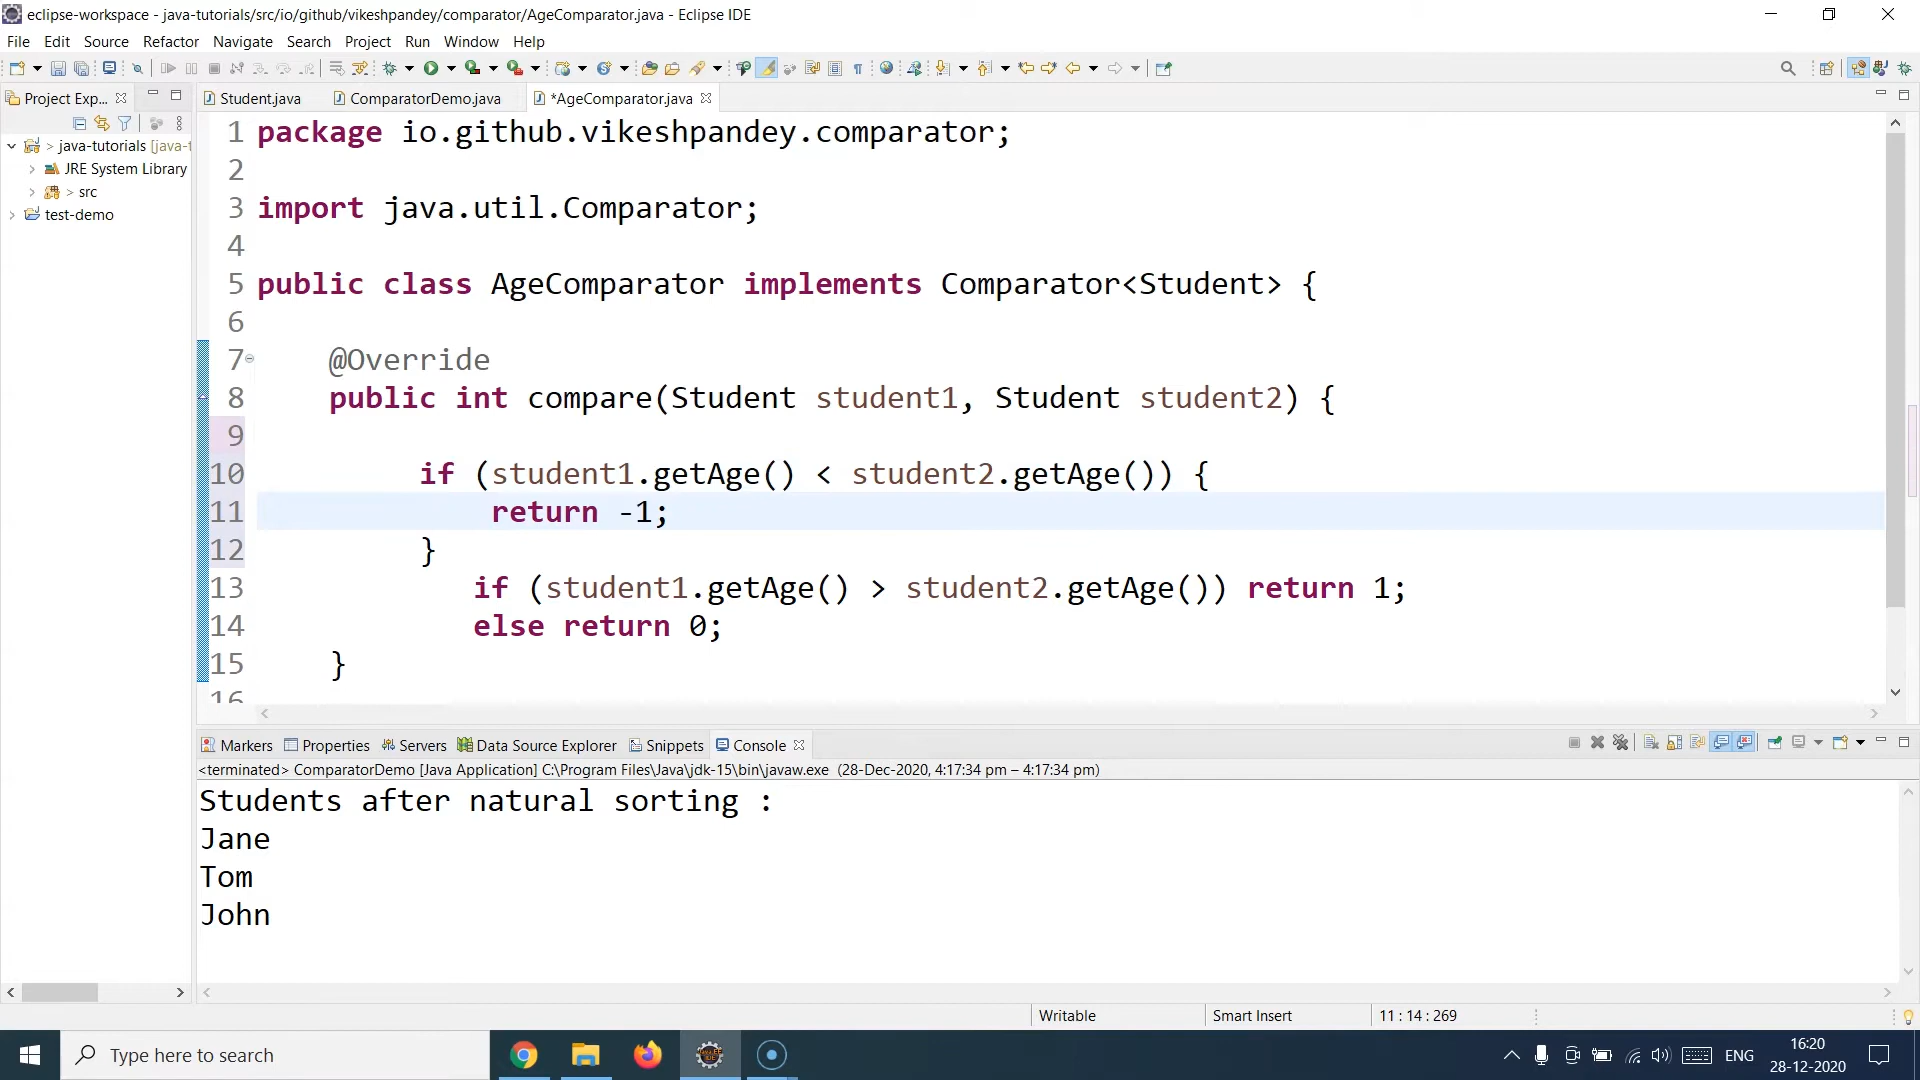 eclipse-workspace - java-tutorials/src/io/github/vikeshpandey/comparator/AgeComparator.java - Eclipse IDE
File Edit Source Refactor Navigate Search Project Run Window Help
Project Exp...
Student.java ComparatorDemo.java *AgeComparator.java
> java-tutorials [java-t
JRE System Library
> src
test-demo
1 package io.github.vikeshpandey.comparator;
2
3 import java.util.Comparator;
4
5 public class AgeComparator implements Comparator<Student> {
6
7 @Override
8 public int compare(Student student1, Student student2) {
9
10 if (student1.getAge() < student2.getAge()) {
11 return -1;
12 }
13 if (student1.getAge() > student2.getAge()) return 1;
14 else return 0;
15 }
16
Markers Properties Servers Data Source Explorer Snippets Console
<terminated> ComparatorDemo [Java Application] C:\Program Files\Java\jdk-15\bin\javaw.exe (28-Dec-2020, 4:17:34 pm – 4:17:34 pm)
Students after natural sorting :
Jane
Tom
John
Writable Smart Insert 11 : 14 : 269
Type here to search
ENG
16:20
28-12-2020